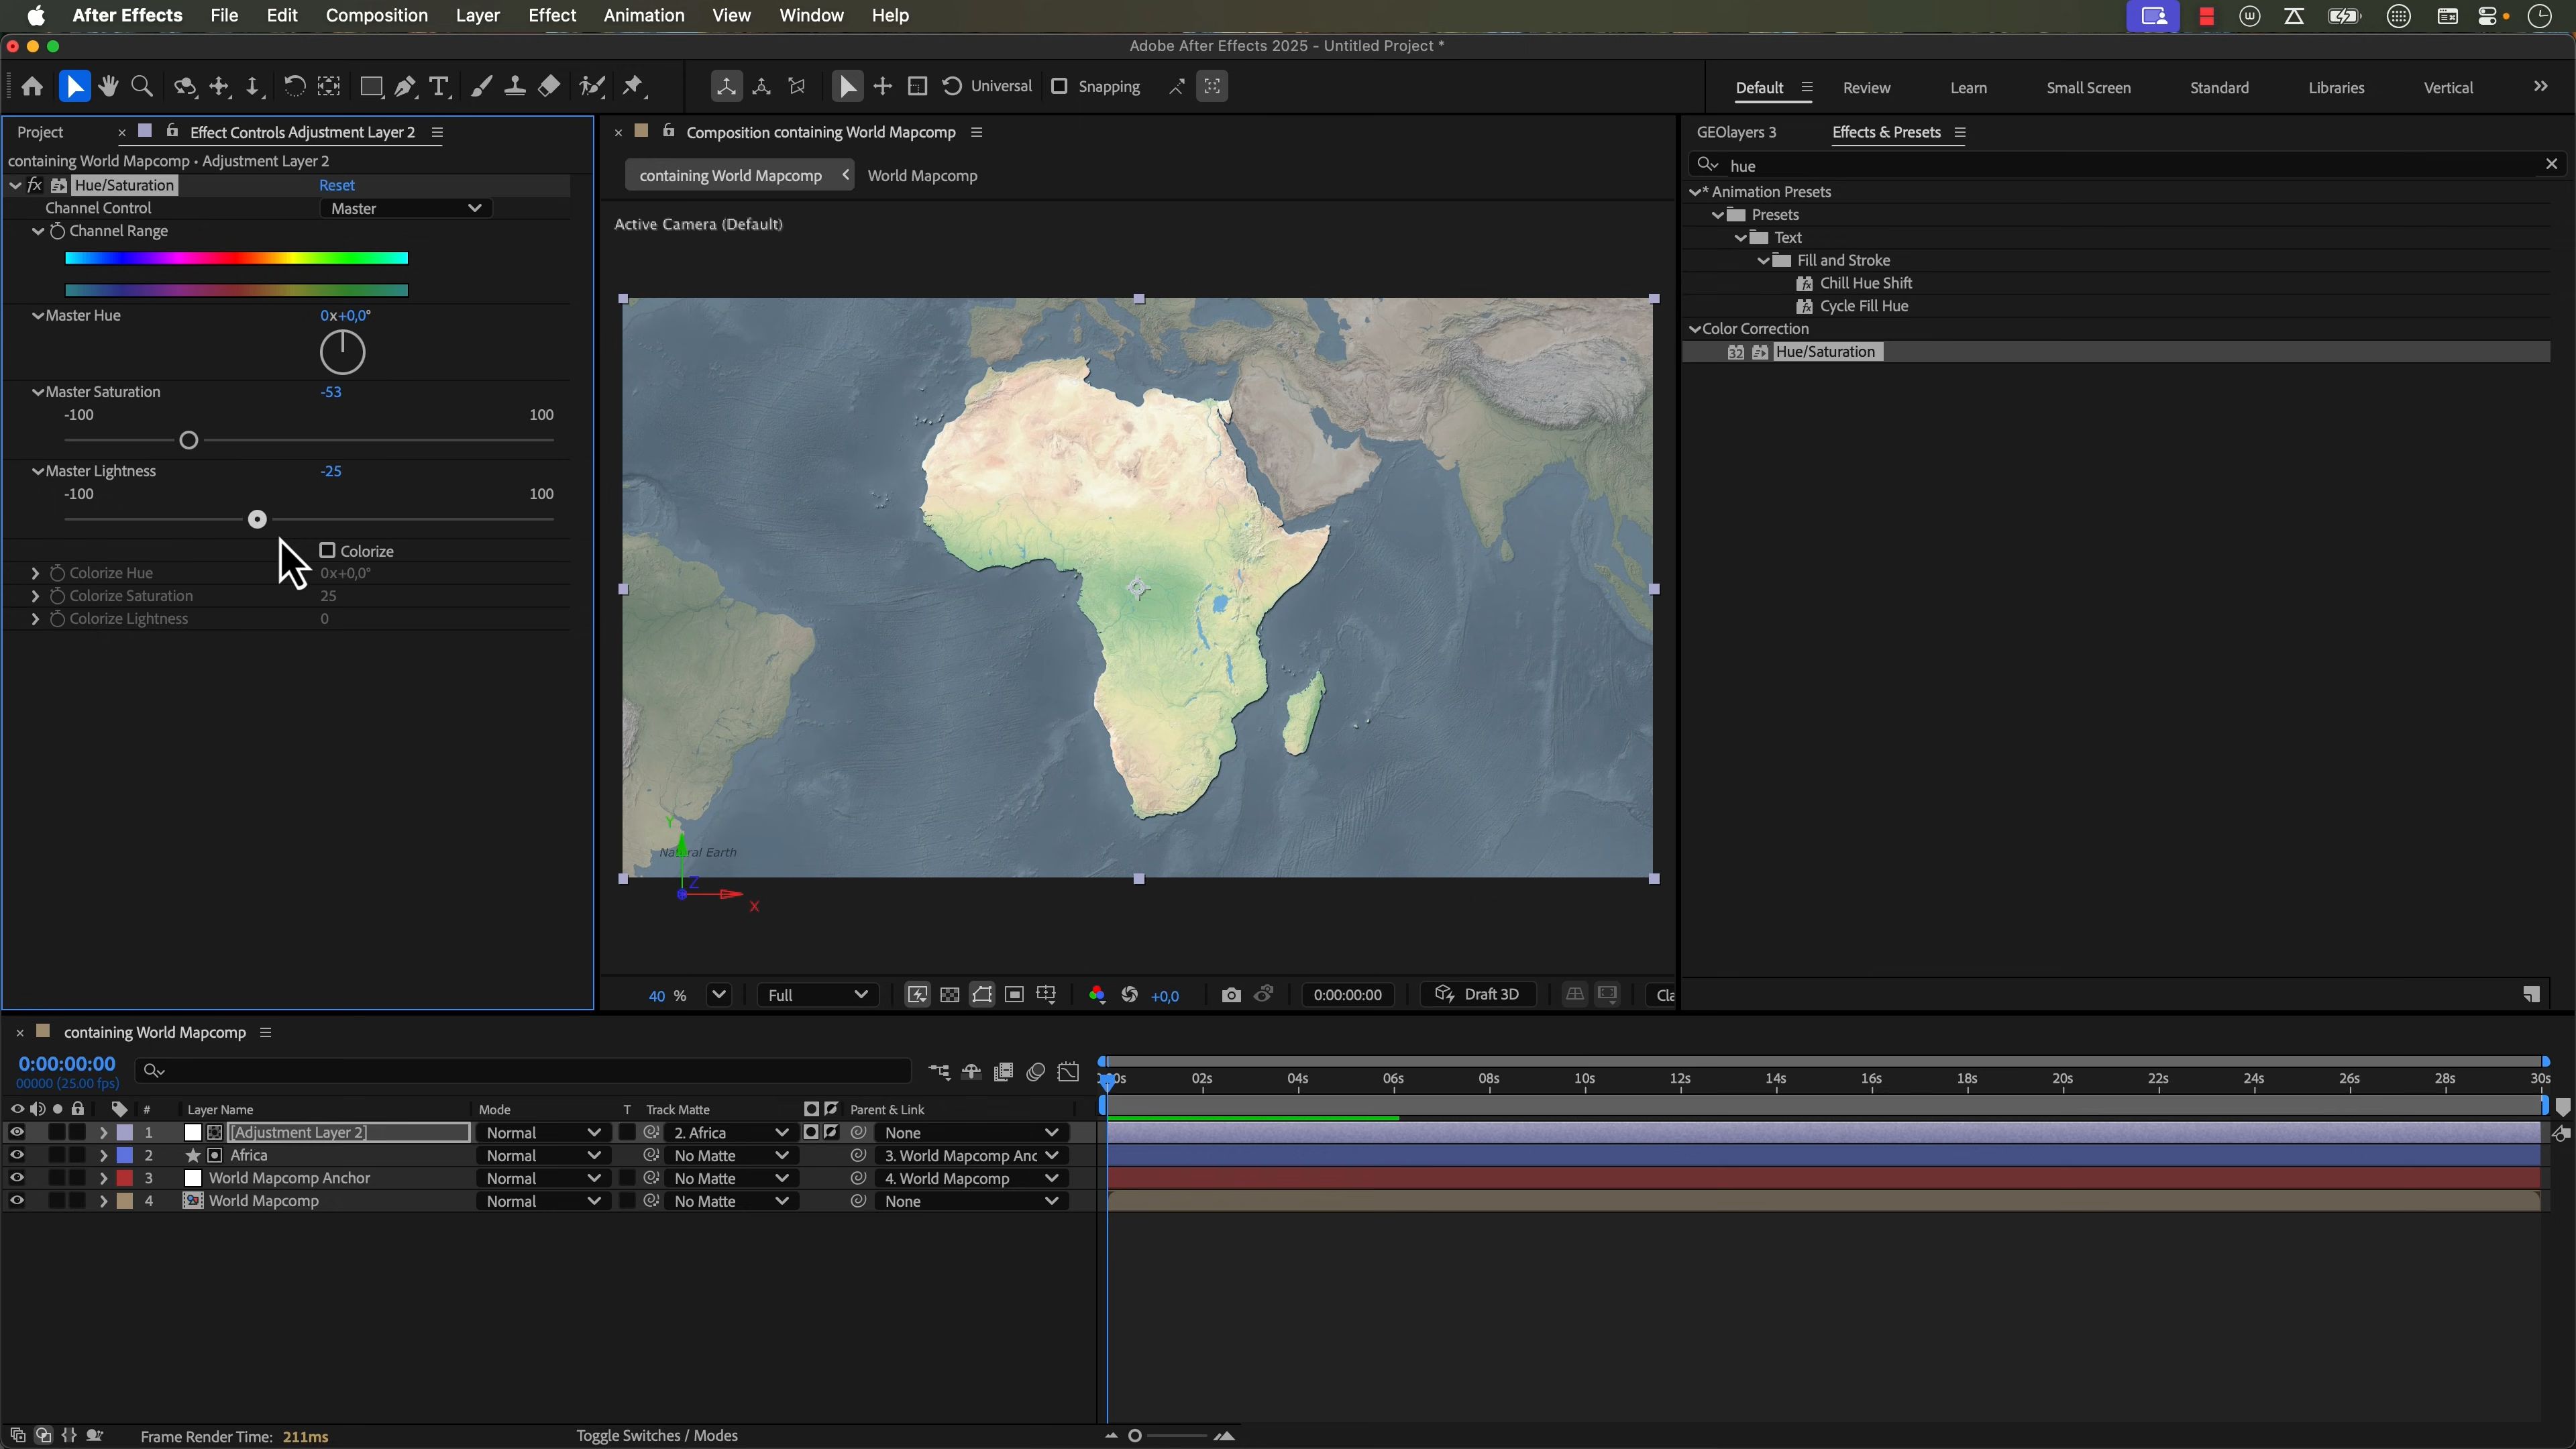 After Effects File Edit Composition Layer Effect Animation View Window Help
Adobe After Effects 2025 - Untitled Project *
Universal Snapping Default Review Learn Small Screen Standard Libraries Vertical
Project Effect Controls Adjustment Layer 2
containing World Mapcomp • Adjustment Layer 2
fx Hue/Saturation Reset
Channel Control Master
Channel Range
Master Hue 0x+0,0°
Master Saturation -53
-100 100
Master Lightness -25
-100 100
Colorize
Colorize Hue 0x+0,0°
Colorize Saturation 25
Colorize Lightness 0
Composition containing World Mapcomp
containing World Mapcomp World Mapcomp
Active Camera (Default)
Natural Earth
Y
Z
X
40 % Full +0,0 0:00:00:00 Draft 3D Cla
GEOlayers 3 Effects & Presets
hue
* Animation Presets
Presets
Text
Fill and Stroke
Chill Hue Shift
Cycle Fill Hue
Color Correction
32 Hue/Saturation
containing World Mapcomp
0:00:00:00
00000 (25.00 fps)
02s 04s 06s 08s 10s 12s 14s 16s 18s 20s 22s 24s 26s 28s 30s
# Layer Name Mode T Track Matte Parent & Link
1 [Adjustment Layer 2] Normal 2. Africa None
2 Africa Normal No Matte 3. World Mapcomp Anc
3 World Mapcomp Anchor Normal No Matte 4. World Mapcomp
4 World Mapcomp Normal No Matte None
Frame Render Time: 211ms Toggle Switches / Modes